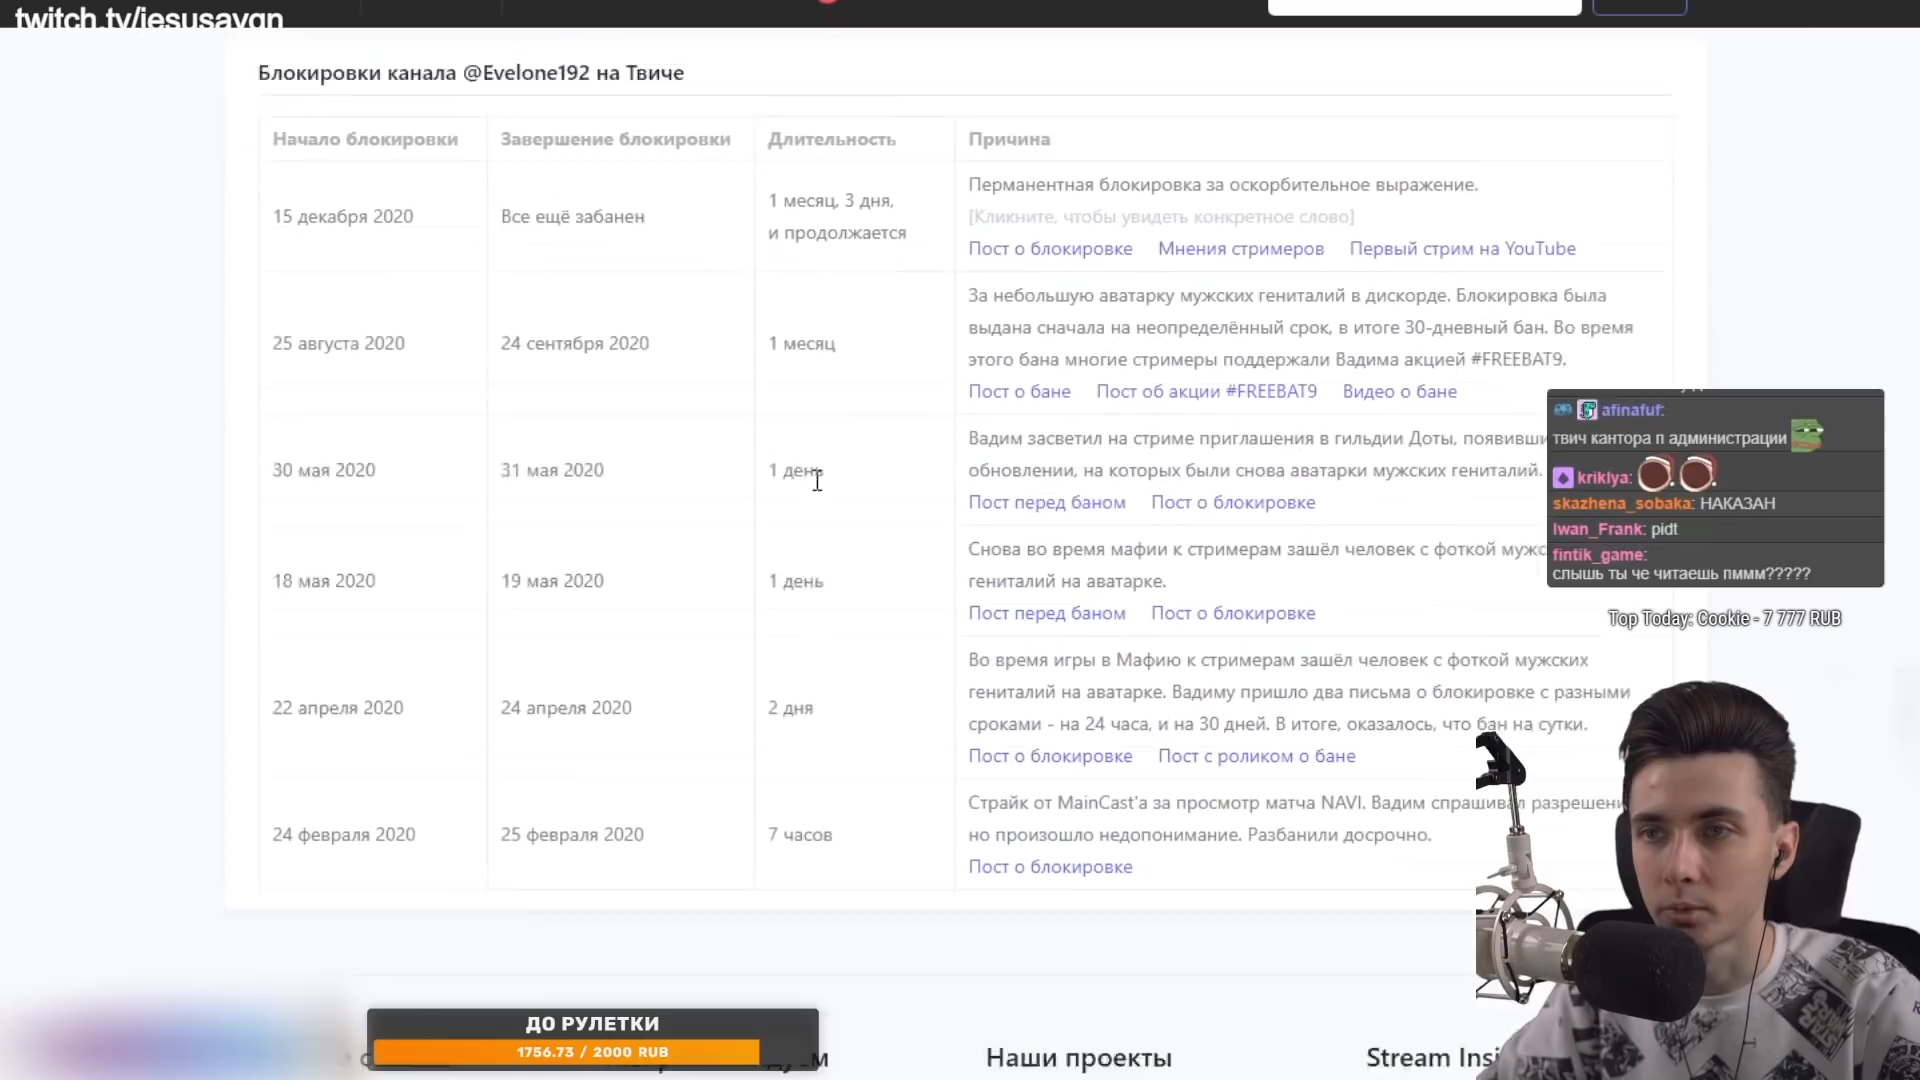 twitch.tv/jesusavgn
Блокировки канала @Evelone192 на Твиче
Начало блокировки
Завершение блокировки
Длительность
Причина
15 декабря 2020
Все ещё забанен
1 месяц, 3 дня,
и продолжается
Перманентная блокировка за оскорбительное выражение.
[Кликните, чтобы увидеть конкретное слово]
Пост о блокировке Мнения стримеров Первый стрим на YouTube
25 августа 2020
24 сентября 2020
1 месяц
За небольшую аватарку мужских гениталий в дискорде. Блокировка была
выдана сначала на неопределённый срок, в итоге 30-дневный бан. Во время
этого бана многие стримеры поддержали Вадима акцией #FREEBAT9.
Пост о бане Пост об акции #FREEBAT9 Видео о бане
30 мая 2020
31 мая 2020
1 день
Вадим засветил на стриме приглашения в гильдии Доты, появивши
обновлении, на которых были снова аватарки мужских гениталий.
Пост перед баном Пост о блокировке
18 мая 2020
19 мая 2020
1 день
Снова во время мафии к стримерам зашёл человек с фоткой мужс
гениталий на аватарке.
Пост перед баном Пост о блокировке
22 апреля 2020
24 апреля 2020
2 дня
Во время игры в Мафию к стримерам зашёл человек с фоткой мужских
гениталий на аватарке. Вадиму пришло два письма о блокировке с разными
сроками - на 24 часа, и на 30 дней. В итоге, оказалось, что бан на сутки.
Пост о блокировке Пост с роликом о бане
24 февраля 2020
25 февраля 2020
7 часов
Страйк от MainCast'а за просмотр матча NAVI. Вадим спрашивал разрешени
но произошло недопонимание. Разбанили досрочно.
Пост о блокировке
afinafuf:
твич кантора п администрации
kriklya:
skazhena_sobaka: НАКАЗАН
Iwan_Frank: pidt
fintik_game:
слышь ты че читаешь пммм?????
Top Today: Cookie - 7 777 RUB
ДО РУЛЕТКИ
1756.73 / 2000 RUB
Наши проекты
Stream Insi